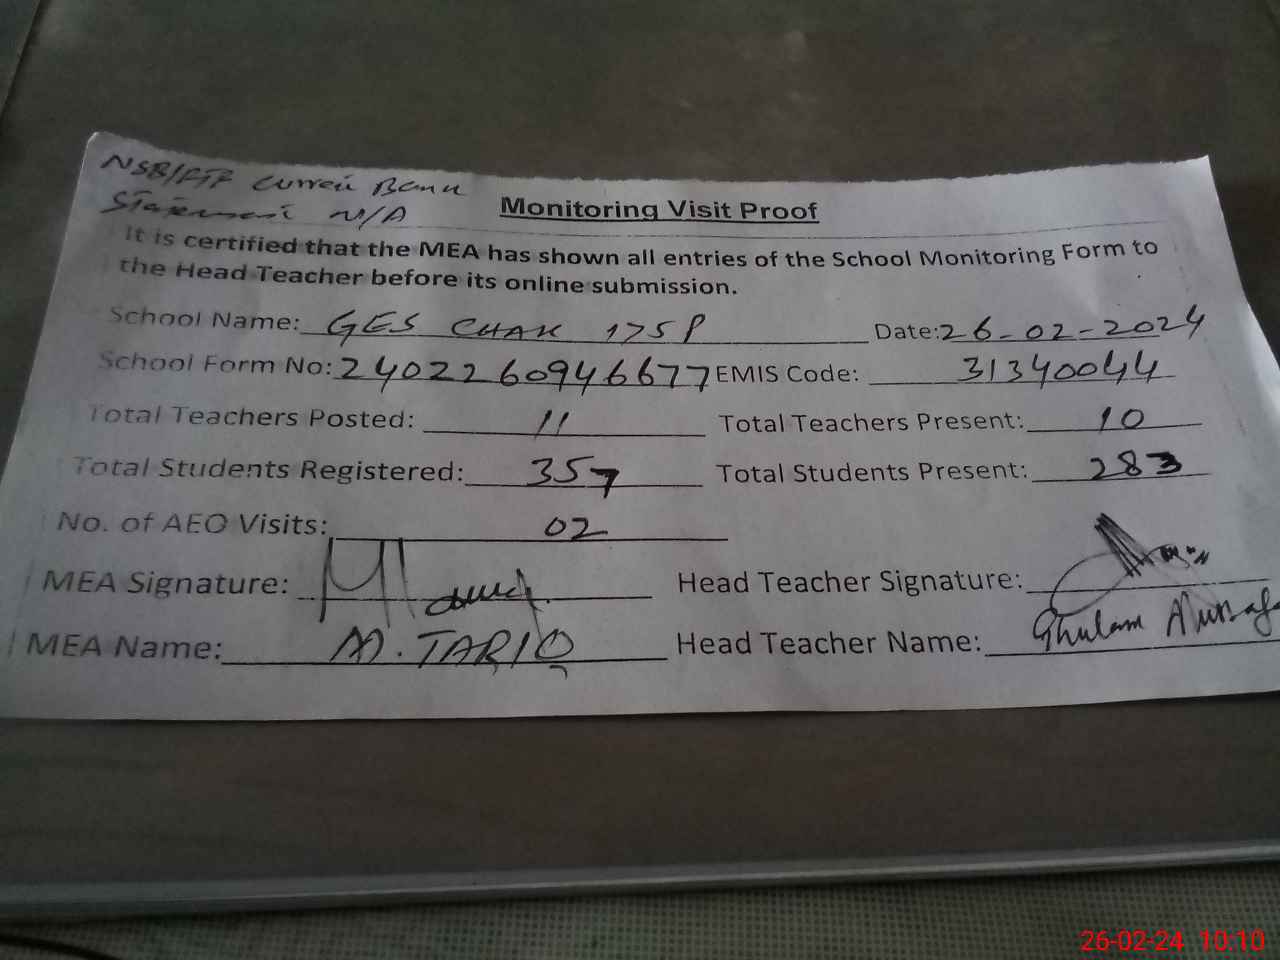 NSB/FTF Curren Bank
Statement N/A
Monitoring Visit Proof
It is certified that the MEA has shown all entries of the School Monitoring Form to
the Head Teacher before its online submission.
School Name: GES CHAK 175P Date: 26-02-2024
School Form No: 2402260946677 EMIS Code: 31340044
Total Teachers Posted: 11 Total Teachers Present: 10
Total Students Registered: 357 Total Students Present: 283
No. of AEO Visits: 02
MEA Signature: Head Teacher Signature:
MEA Name: M. TARIQ Head Teacher Name: Ghulam
26-02-24 10:10